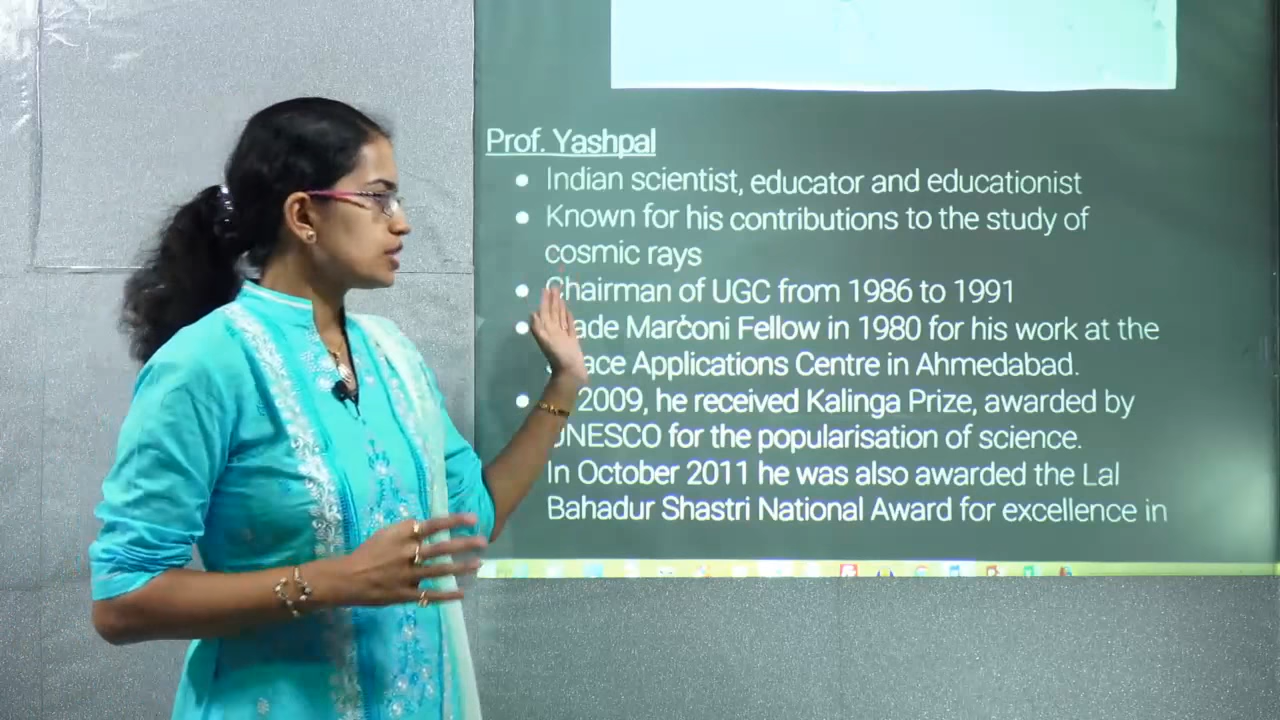 Prof. Yashpal
• Indian scientist, educator and educationist
• Known for his contributions to the study of
cosmic rays
• Chairman of UGC from 1986 to 1991
• ade Marconi Fellow in 1980 for his work at the
ace Applications Centre in Ahmedabad.
• 2009, he received Kalinga Prize, awarded by
UNESCO for the popularisation of science.
In October 2011 he was also awarded the Lal
Bahadur Shastri National Award for excellence in